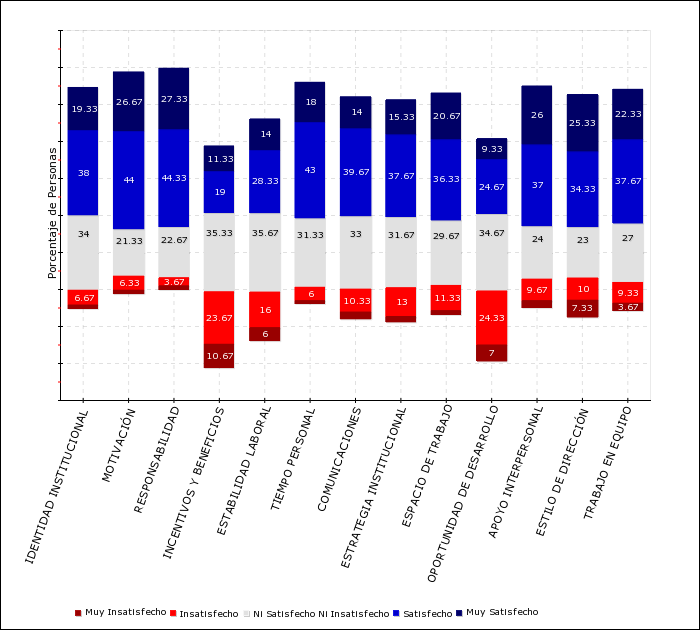 Porcentaje de Personas
19.33 26.67 27.33 11.33 14 18 14 15.33 20.67 9.33 26 25.33 22.33
38 44 44.33 19 28.33 43 39.67 37.67 36.33 24.67 37 34.33 37.67
34 21.33 22.67 35.33 35.67 31.33 33 31.67 29.67 34.67 24 23 27
6.67 6.33 3.67 23.67 16 6 10.33 13 11.33 24.33 9.67 10 9.33
10.67 6 7 7.33 3.67
IDENTIDAD INSTITUCIONAL
MOTIVACIÓN
RESPONSABILIDAD
INCENTIVOS Y BENEFICIOS
ESTABILIDAD LABORAL
TIEMPO PERSONAL
COMUNICACIONES
ESTRATEGIA INSTITUCIONAL
ESPACIO DE TRABAJO
OPORTUNIDAD DE DESARROLLO
APOYO INTERPERSONAL
ESTILO DE DIRECCIÓN
TRABAJO EN EQUIPO
Muy Insatisfecho Insatisfecho Ni Satisfecho Ni Insatisfecho Satisfecho Muy Satisfecho